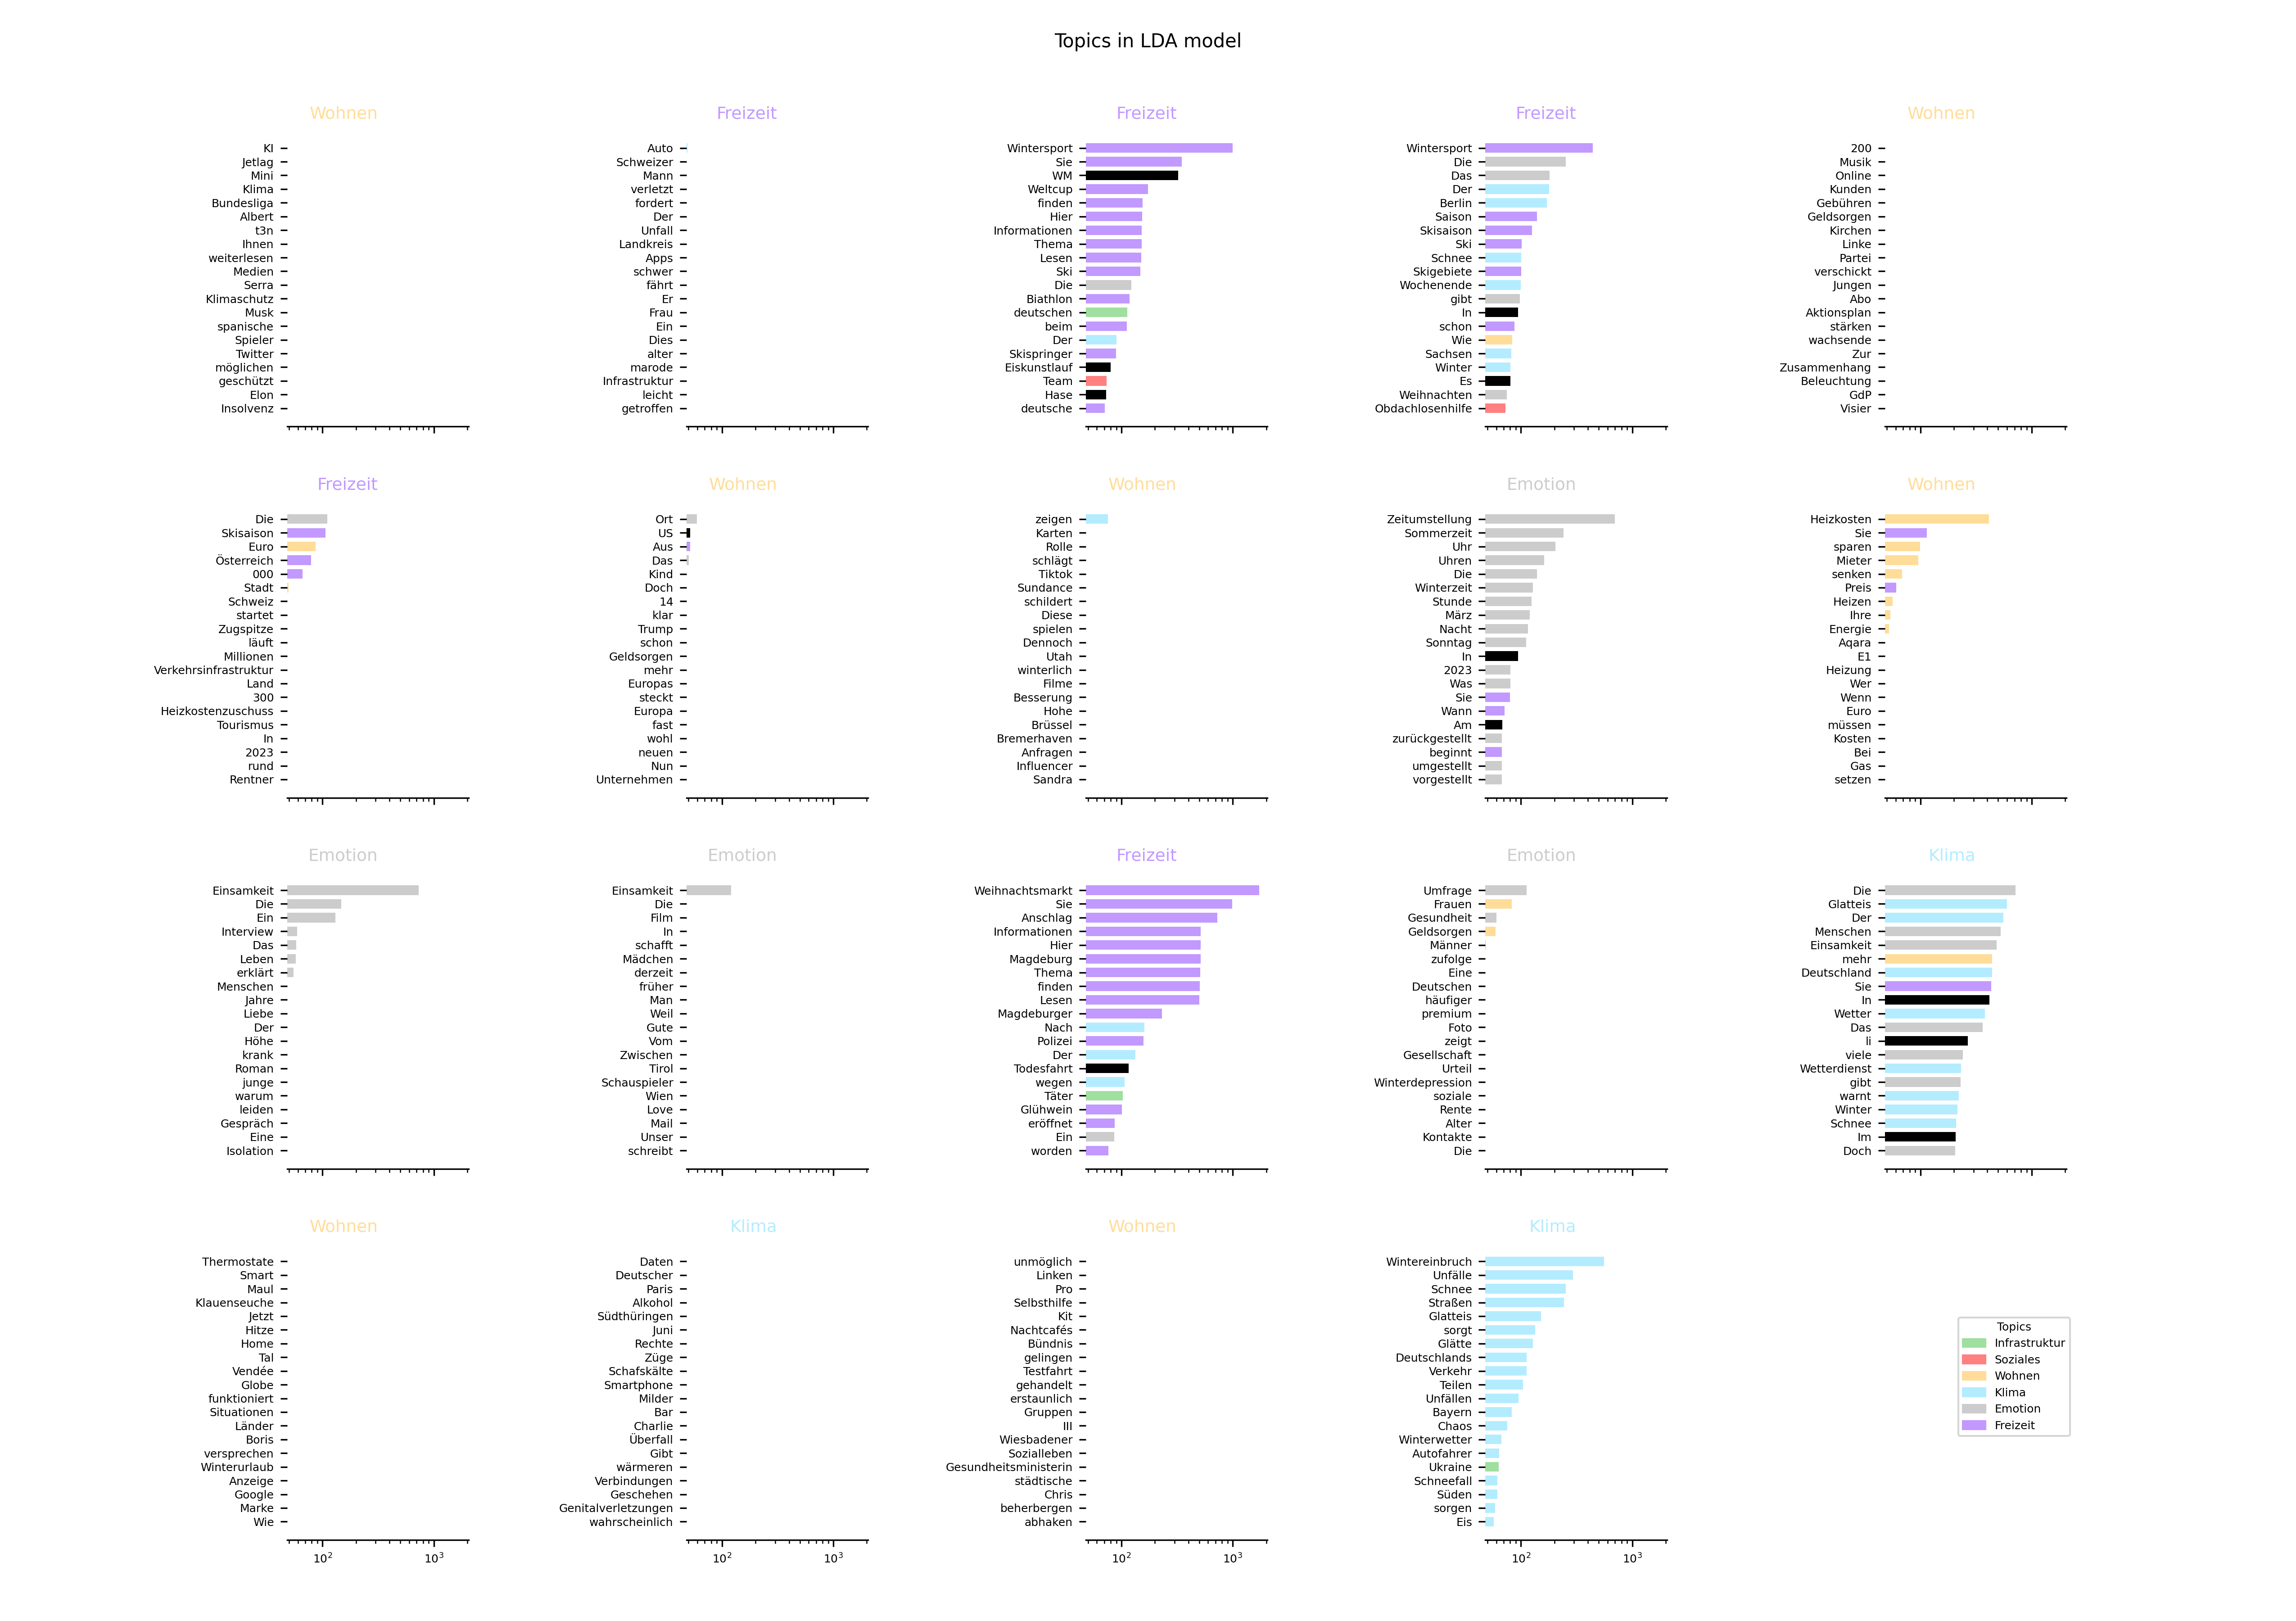 Topics in LDA model
Wohnen
KI
Jetlag
Mini
Klima
Bundesliga
Albert
t3n
Ihnen
weiterlesen
Medien
Serra
Klimaschutz
Musk
spanische
Spieler
Twitter
möglichen
geschützt
Elon
Insolvenz
Freizeit
Auto
Schweizer
Mann
verletzt
fordert
Der
Unfall
Landkreis
Apps
schwer
fährt
Er
Frau
Ein
Dies
alter
marode
Infrastruktur
leicht
getroffen
Freizeit
Wintersport
Sie
WM
Weltcup
finden
Hier
Informationen
Thema
Lesen
Ski
Die
Biathlon
deutschen
beim
Der
Skispringer
Eiskunstlauf
Team
Hase
deutsche
Freizeit
Wintersport
Die
Das
Der
Berlin
Saison
Skisaison
Ski
Schnee
Skigebiete
Wochenende
gibt
In
schon
Wie
Sachsen
Winter
Es
Weihnachten
Obdachlosenhilfe
Wohnen
200
Musik
Online
Kunden
Gebühren
Geldsorgen
Kirchen
Linke
Partei
verschickt
Jungen
Abo
Aktionsplan
stärken
wachsende
Zur
Zusammenhang
Beleuchtung
GdP
Visier
Freizeit
Die
Skisaison
Euro
Österreich
000
Stadt
Schweiz
startet
Zugspitze
läuft
Millionen
Verkehrsinfrastruktur
Land
300
Heizkostenzuschuss
Tourismus
In
2023
rund
Rentner
Wohnen
Ort
US
Aus
Das
Kind
Doch
14
klar
Trump
schon
Geldsorgen
mehr
Europas
steckt
Europa
fast
wohl
neuen
Nun
Unternehmen
Wohnen
zeigen
Karten
Rolle
schlägt
Tiktok
Sundance
schildert
Diese
spielen
Dennoch
Utah
winterlich
Filme
Besserung
Hohe
Brüssel
Bremerhaven
Anfragen
Influencer
Sandra
Emotion
Zeitumstellung
Sommerzeit
Uhr
Uhren
Die
Winterzeit
Stunde
März
Nacht
Sonntag
In
2023
Was
Sie
Wann
Am
zurückgestellt
beginnt
umgestellt
vorgestellt
Wohnen
Heizkosten
Sie
sparen
Mieter
senken
Preis
Heizen
Ihre
Energie
Aqara
E1
Heizung
Wer
Wenn
Euro
müssen
Kosten
Bei
Gas
setzen
Emotion
Einsamkeit
Die
Ein
Interview
Das
Leben
erklärt
Menschen
Jahre
Liebe
Der
Höhe
krank
Roman
junge
warum
leiden
Gespräch
Eine
Isolation
Emotion
Einsamkeit
Die
Film
In
schafft
Mädchen
derzeit
früher
Man
Weil
Gute
Vom
Zwischen
Tirol
Schauspieler
Wien
Love
Mail
Unser
schreibt
Freizeit
Weihnachtsmarkt
Sie
Anschlag
Informationen
Hier
Magdeburg
Thema
finden
Lesen
Magdeburger
Nach
Polizei
Der
Todesfahrt
wegen
Täter
Glühwein
eröffnet
Ein
worden
Emotion
Umfrage
Frauen
Gesundheit
Geldsorgen
Männer
zufolge
Eine
Deutschen
häufiger
premium
Foto
zeigt
Gesellschaft
Urteil
Winterdepression
soziale
Rente
Alter
Kontakte
Die
Klima
Die
Glatteis
Der
Menschen
Einsamkeit
mehr
Deutschland
Sie
In
Wetter
Das
li
viele
Wetterdienst
gibt
warnt
Winter
Schnee
Im
Doch
Wohnen
Thermostate
Smart
Maul
Klauenseuche
Jetzt
Hitze
Home
Tal
Vendée
Globe
funktioniert
Situationen
Länder
Boris
versprechen
Winterurlaub
Anzeige
Google
Marke
Wie
10² 10³
Klima
Daten
Deutscher
Paris
Alkohol
Südthüringen
Juni
Rechte
Züge
Schafskälte
Smartphone
Milder
Bar
Charlie
Überfall
Gibt
wärmeren
Verbindungen
Geschehen
Genitalverletzungen
wahrscheinlich
10² 10³
Wohnen
unmöglich
Linken
Pro
Selbsthilfe
Kit
Nachtcafés
Bündnis
gelingen
Testfahrt
gehandelt
erstaunlich
Gruppen
III
Wiesbadener
Sozialleben
Gesundheitsministerin
städtische
Chris
beherbergen
abhaken
10² 10³
Klima
Wintereinbruch
Unfälle
Schnee
Straßen
Glatteis
sorgt
Glätte
Deutschlands
Verkehr
Teilen
Unfällen
Bayern
Chaos
Winterwetter
Autofahrer
Ukraine
Schneefall
Süden
sorgen
Eis
10² 10³
Topics
Infrastruktur
Soziales
Wohnen
Klima
Emotion
Freizeit